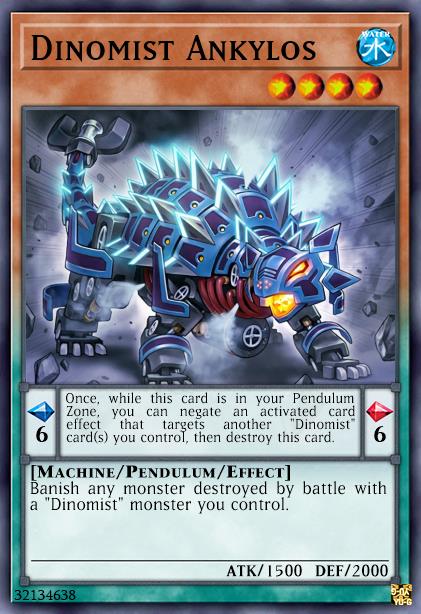 DINOMIST ANKYLOS
WATER
水
Once, while this card is in your Pendulum
Zone, you can negate an activated card
effect that targets another "Dinomist"
card(s) you control, then destroy this card.
6
6
[MACHINE/PENDULUM/EFFECT]
Banish any monster destroyed by battle with
a "Dinomist" monster you control.
ATK/1500 DEF/2000
32134638